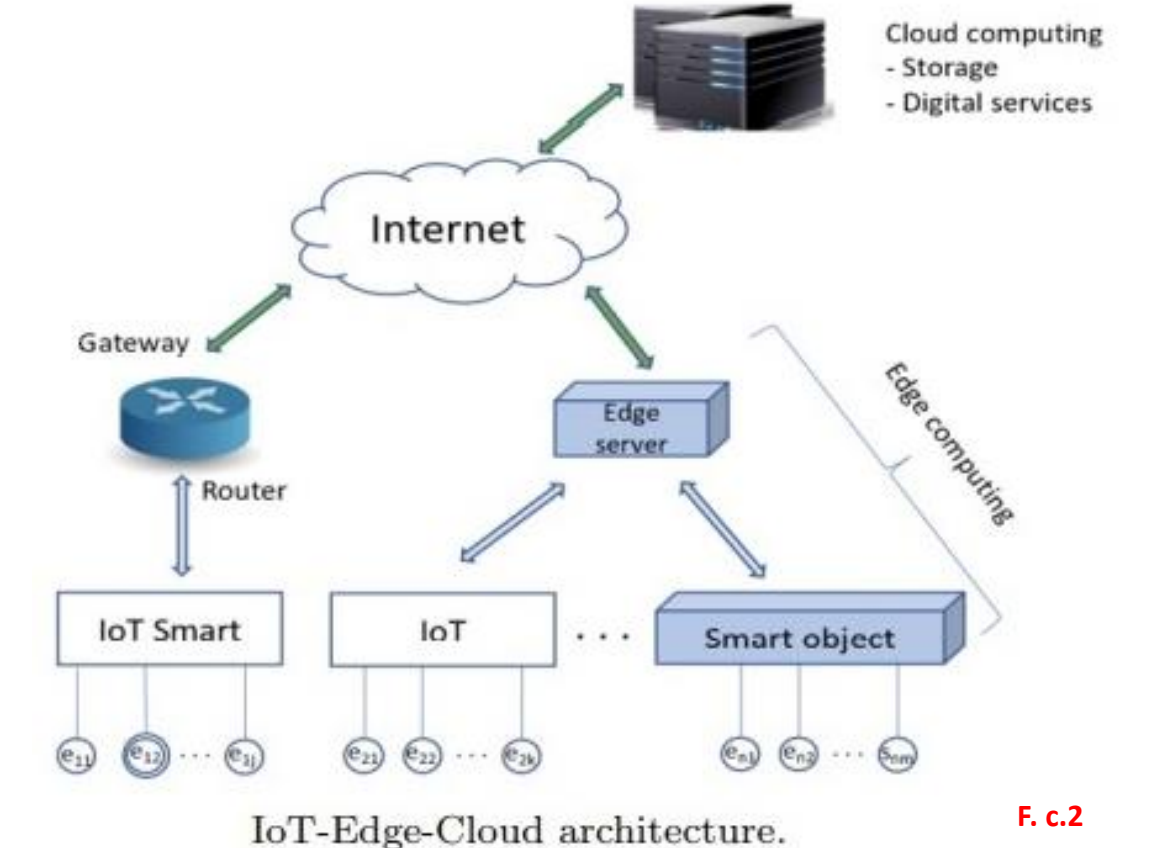 Cloud computing
- Storage
- Digital services
Internet
Gateway
Edge
server
Edge computing
Router
IoT Smart
IoT
. . .
Smart object
e11
e12
. . .
e1j
e21
e22
. . .
e2k
en1
en2
. . .
snm
IoT-Edge-Cloud architecture.
F. c.2